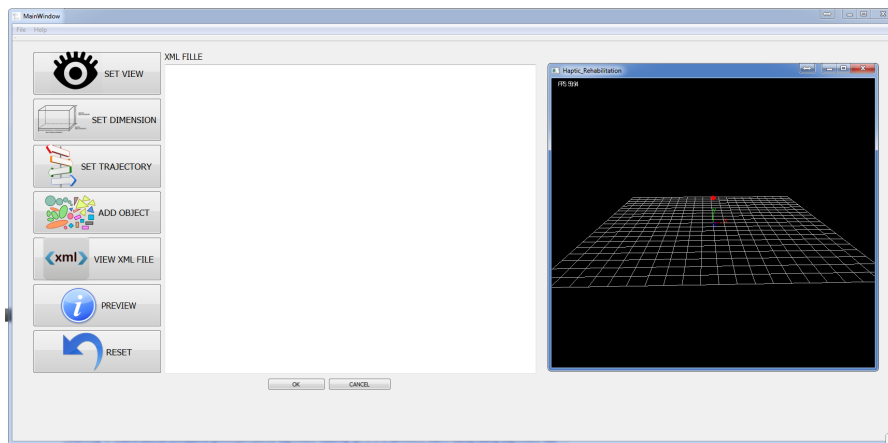 MainWindow
File Help
XML FILLE
SET VIEW
SET DIMENSION
SET TRAJECTORY
ADD OBJECT
<xml> VIEW XML FILE
i PREVIEW
RESET
OK CANCEL
Haptic_Rehabilitation